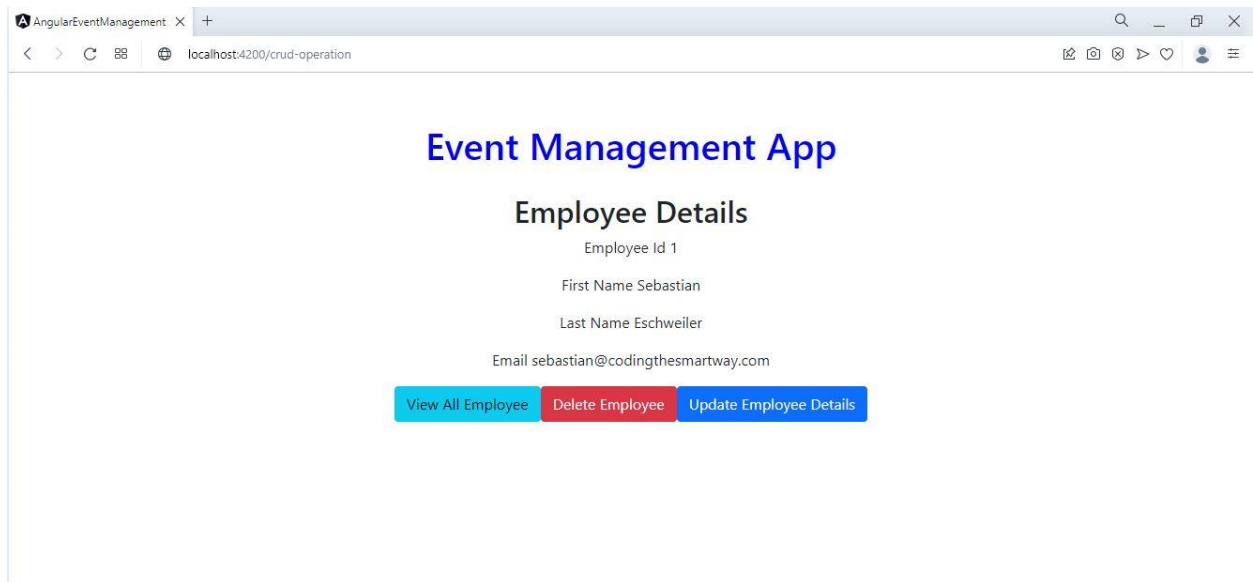 AngularEventManagement
localhost:4200/crud-operation
Event Management App
Employee Details
Employee Id 1
First Name Sebastian
Last Name Eschweiler
Email sebastian@codingthesmartway.com
View All Employee Delete Employee Update Employee Details